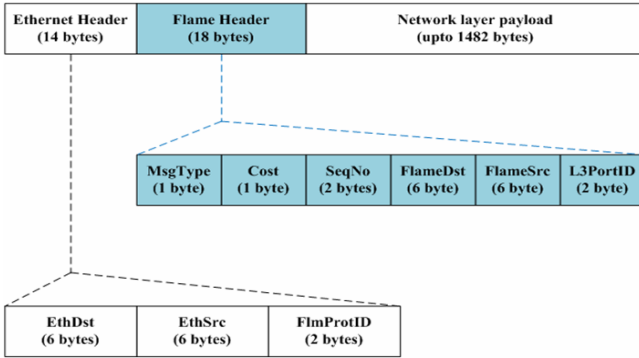 Ethernet Header
(14 bytes)
Flame Header
(18 bytes)
Network layer payload
(upto 1482 bytes)
MsgType
(1 byte)
Cost
(1 byte)
SeqNo
(2 bytes)
FlameDst
(6 byte)
FlameSrc
(6 byte)
L3PortID
(2 byte)
EthDst
(6 bytes)
EthSrc
(6 bytes)
FlmProtID
(2 bytes)